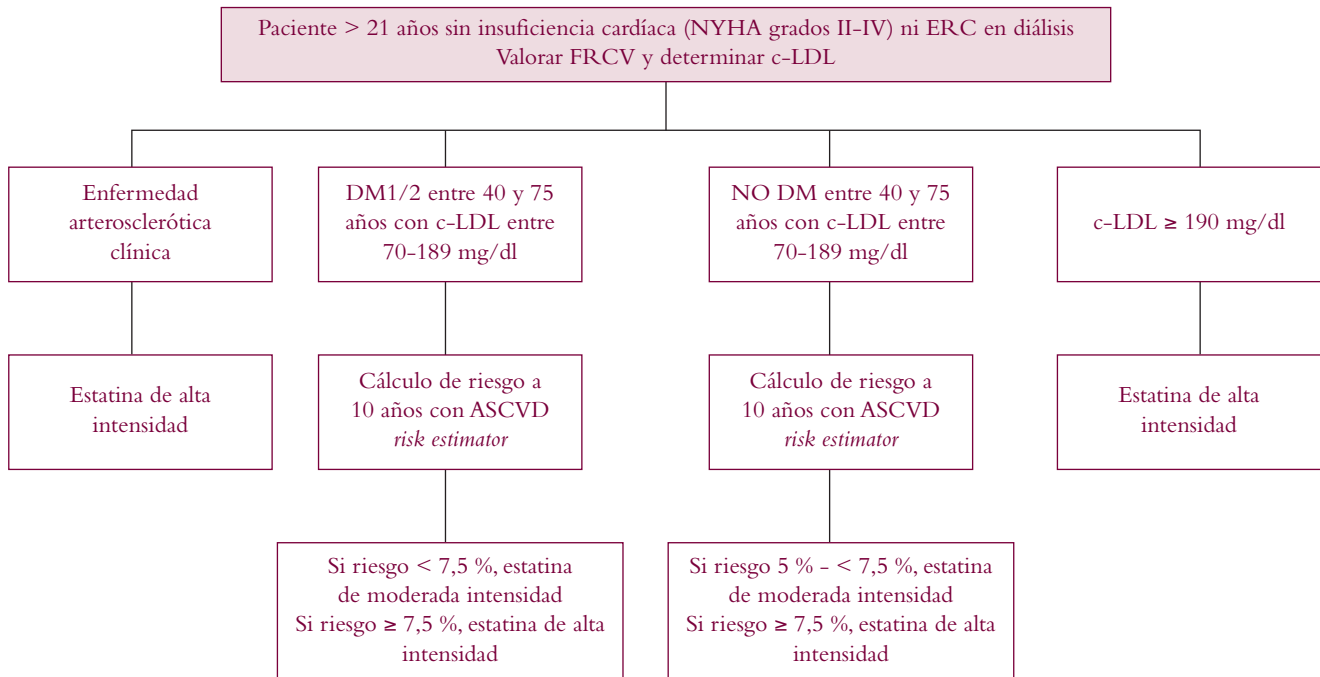 Paciente > 21 años sin insuficiencia cardíaca (NYHA grados II-IV) ni ERC en diálisis
Valorar FRCV y determinar c-LDL
Enfermedad
arterosclerótica
clínica
DM1/2 entre 40 y 75
años con c-LDL entre
70-189 mg/dl
NO DM entre 40 y 75
años con c-LDL entre
70-189 mg/dl
c-LDL ≥ 190 mg/dl
Estatina de alta
intensidad
Cálculo de riesgo a
10 años con ASCVD
risk estimator
Cálculo de riesgo a
10 años con ASCVD
risk estimator
Estatina de alta
intensidad
Si riesgo < 7,5 %, estatina
de moderada intensidad
Si riesgo ≥ 7,5 %, estatina de alta
intensidad
Si riesgo 5 % - < 7,5 %, estatina
de moderada intensidad
Si riesgo ≥ 7,5 %, estatina de alta
intensidad